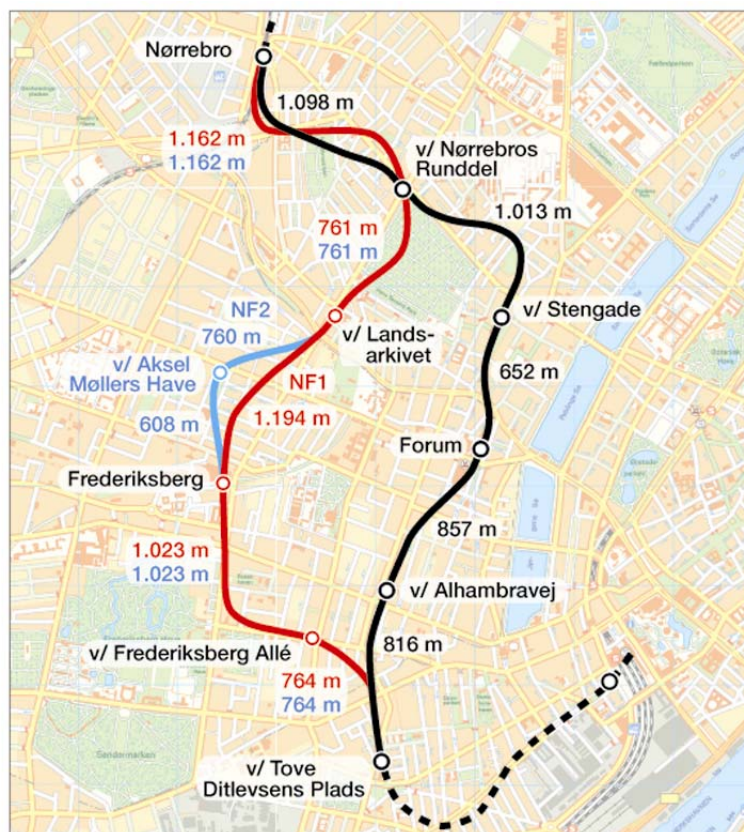 Nørrebro
1.098 m
1.162 m
1.162 m
v/ Nørrebros
Runddel
1.013 m
761 m
761 m
NF2
760 m
v/ Stengade
v/ Lands-
arkivet
v/ Aksel
Møllers Have
NF1
652 m
1.194 m
608 m
Forum
Frederiksberg
857 m
1.023 m
1.023 m
v/ Alhambravej
816 m
v/ Frederiksberg Allé
764 m
764 m
v/ Tove
Ditlevsens Plads